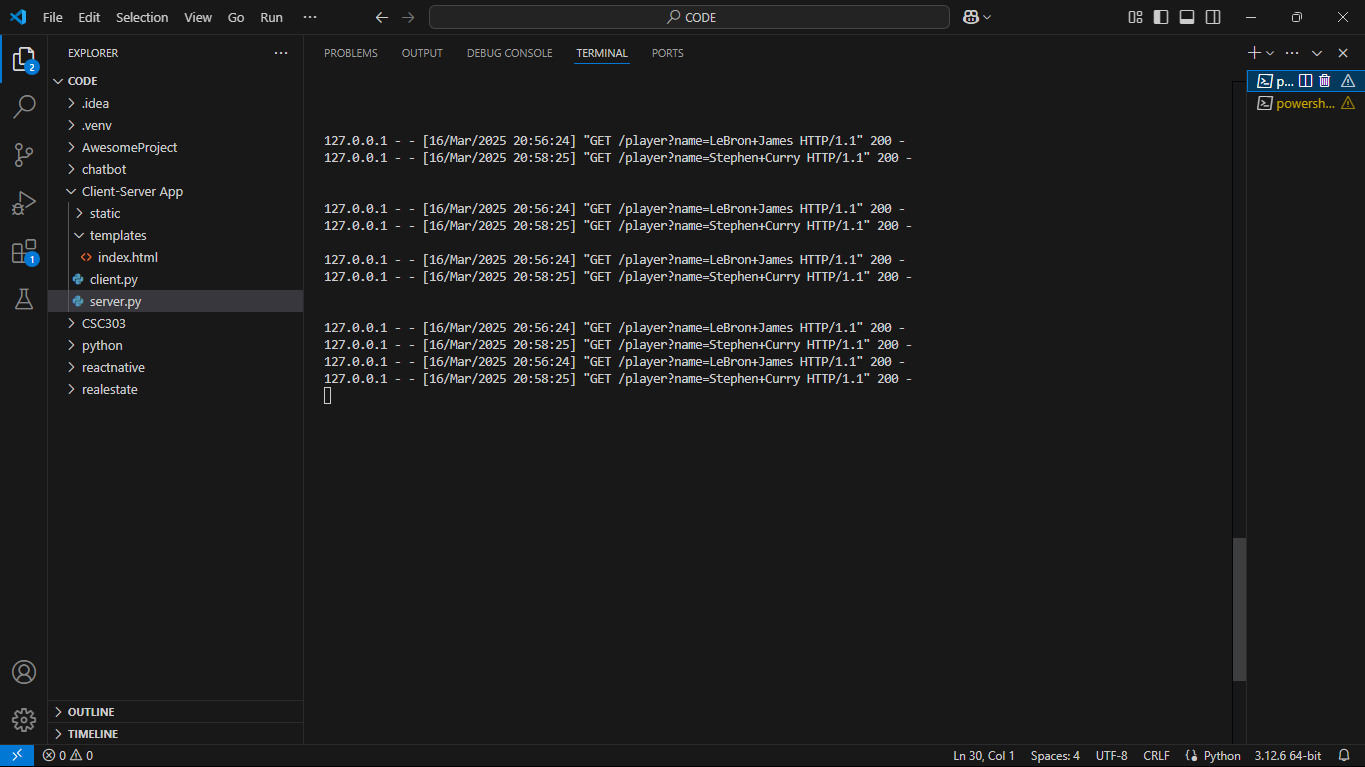 File Edit Selection View Go Run ··· CODE
EXPLORER ···
CODE
.idea
.venv
AwesomeProject
chatbot
Client-Server App
static
templates
<> index.html
client.py
server.py
CSC303
python
reactnative
realestate
OUTLINE
TIMELINE
2
1
PROBLEMS OUTPUT DEBUG CONSOLE TERMINAL PORTS
127.0.0.1 - - [16/Mar/2025 20:56:24] "GET /player?name=LeBron+James HTTP/1.1" 200 -
127.0.0.1 - - [16/Mar/2025 20:58:25] "GET /player?name=Stephen+Curry HTTP/1.1" 200 -
127.0.0.1 - - [16/Mar/2025 20:56:24] "GET /player?name=LeBron+James HTTP/1.1" 200 -
127.0.0.1 - - [16/Mar/2025 20:58:25] "GET /player?name=Stephen+Curry HTTP/1.1" 200 -
127.0.0.1 - - [16/Mar/2025 20:56:24] "GET /player?name=LeBron+James HTTP/1.1" 200 -
127.0.0.1 - - [16/Mar/2025 20:58:25] "GET /player?name=Stephen+Curry HTTP/1.1" 200 -
127.0.0.1 - - [16/Mar/2025 20:56:24] "GET /player?name=LeBron+James HTTP/1.1" 200 -
127.0.0.1 - - [16/Mar/2025 20:58:25] "GET /player?name=Stephen+Curry HTTP/1.1" 200 -
127.0.0.1 - - [16/Mar/2025 20:56:24] "GET /player?name=LeBron+James HTTP/1.1" 200 -
127.0.0.1 - - [16/Mar/2025 20:58:25] "GET /player?name=Stephen+Curry HTTP/1.1" 200 -
p...
powersh...
0 0 Ln 30, Col 1 Spaces: 4 UTF-8 CRLF Python 3.12.6 64-bit